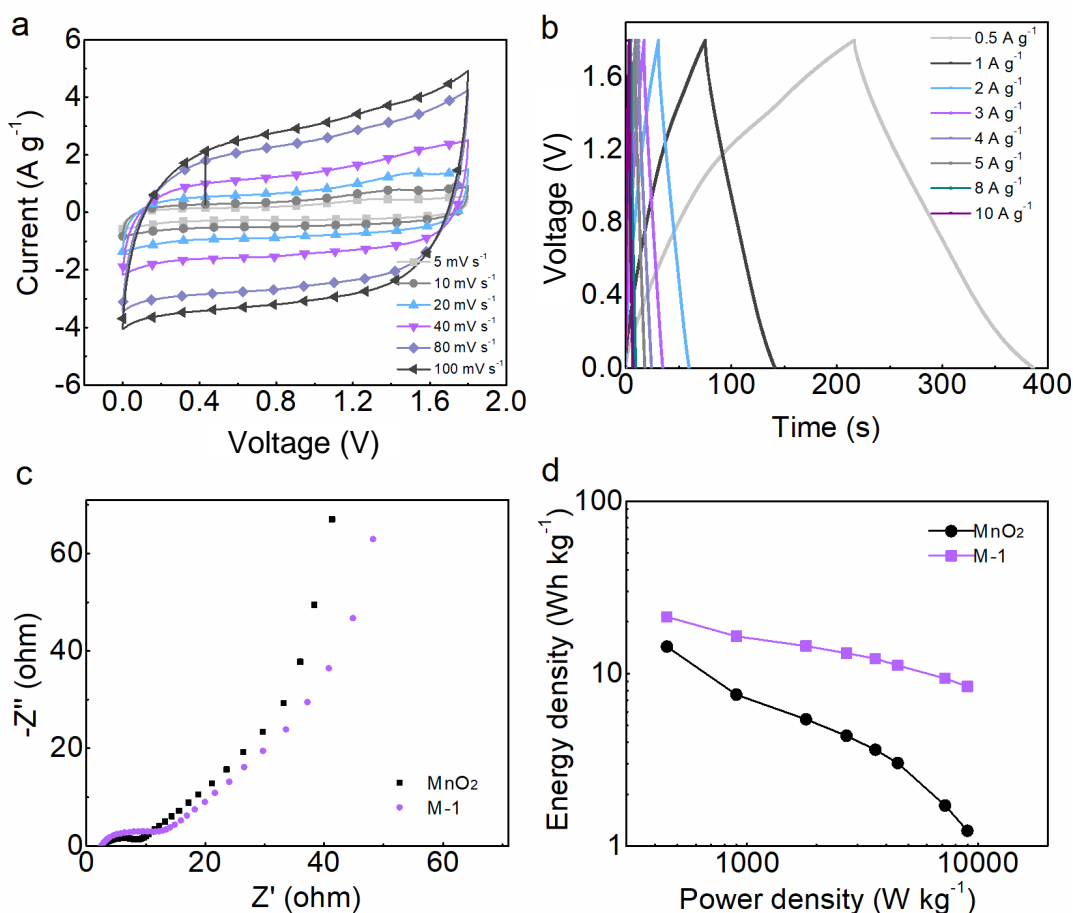 a
Current (A g⁻¹)
6
4
2
0
-2
-4
-6
0.0 0.4 0.8 1.2 1.6 2.0
Voltage (V)
5 mV s⁻¹
10 mV s⁻¹
20 mV s⁻¹
40 mV s⁻¹
80 mV s⁻¹
100 mV s⁻¹
b
Voltage (V)
1.6
1.2
0.8
0.4
0.0
0 100 200 300 400
Time (s)
0.5 A g⁻¹
1 A g⁻¹
2 A g⁻¹
3 A g⁻¹
4 A g⁻¹
5 A g⁻¹
8 A g⁻¹
10 A g⁻¹
c
-Z'' (ohm)
60
40
20
0
0 20 40 60
Z' (ohm)
MnO₂
M-1
d
Energy density (Wh kg⁻¹)
100
10
1
1000 10000
Power density (W kg⁻¹)
MnO₂
M-1